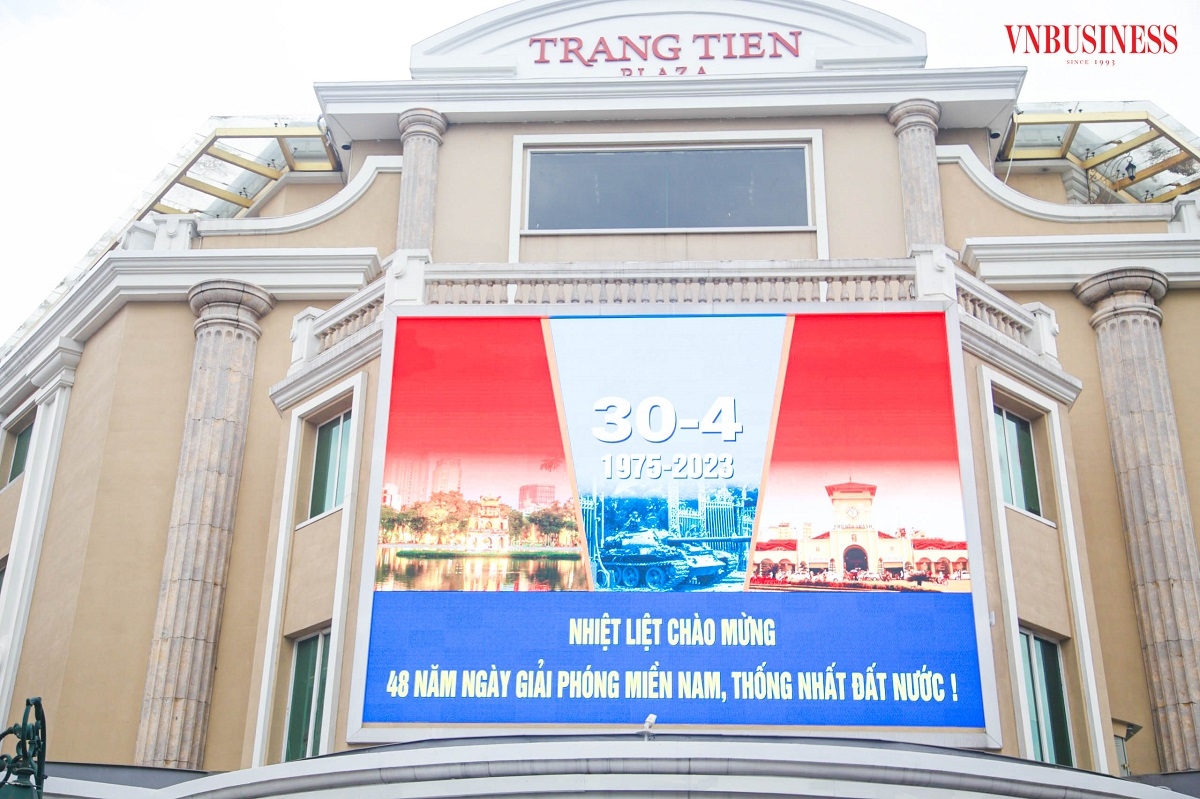 VNBUSINESS
SINCE 1993
TRANG TIEN
PLAZA
30-4
1975-2023
NHIỆT LIỆT CHÀO MỪNG
48 NĂM NGÀY GIẢI PHÓNG MIỀN NAM, THỐNG NHẤT ĐẤT NƯỚC !